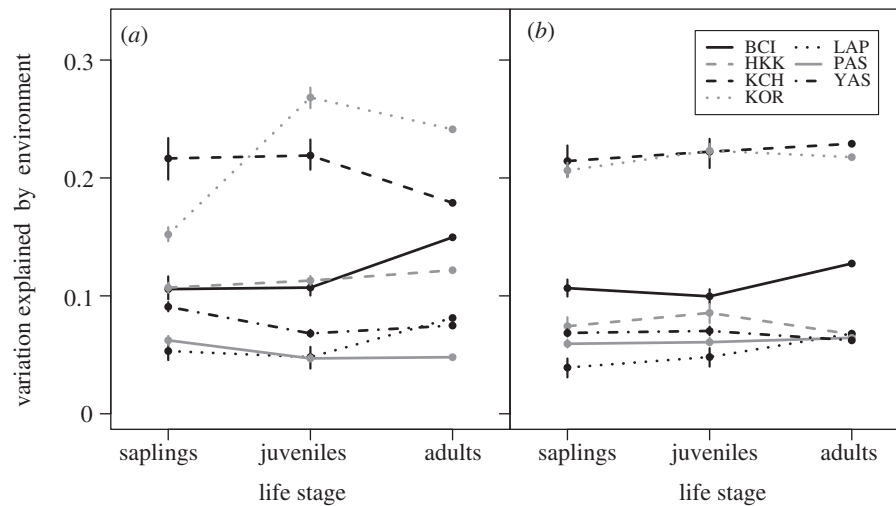 (a)
(b)
BCI
HKK
KCH
KOR
LAP
PAS
YAS
variation explained by environment
0.3
0.2
0.1
0
saplings juveniles adults
life stage
saplings juveniles adults
life stage